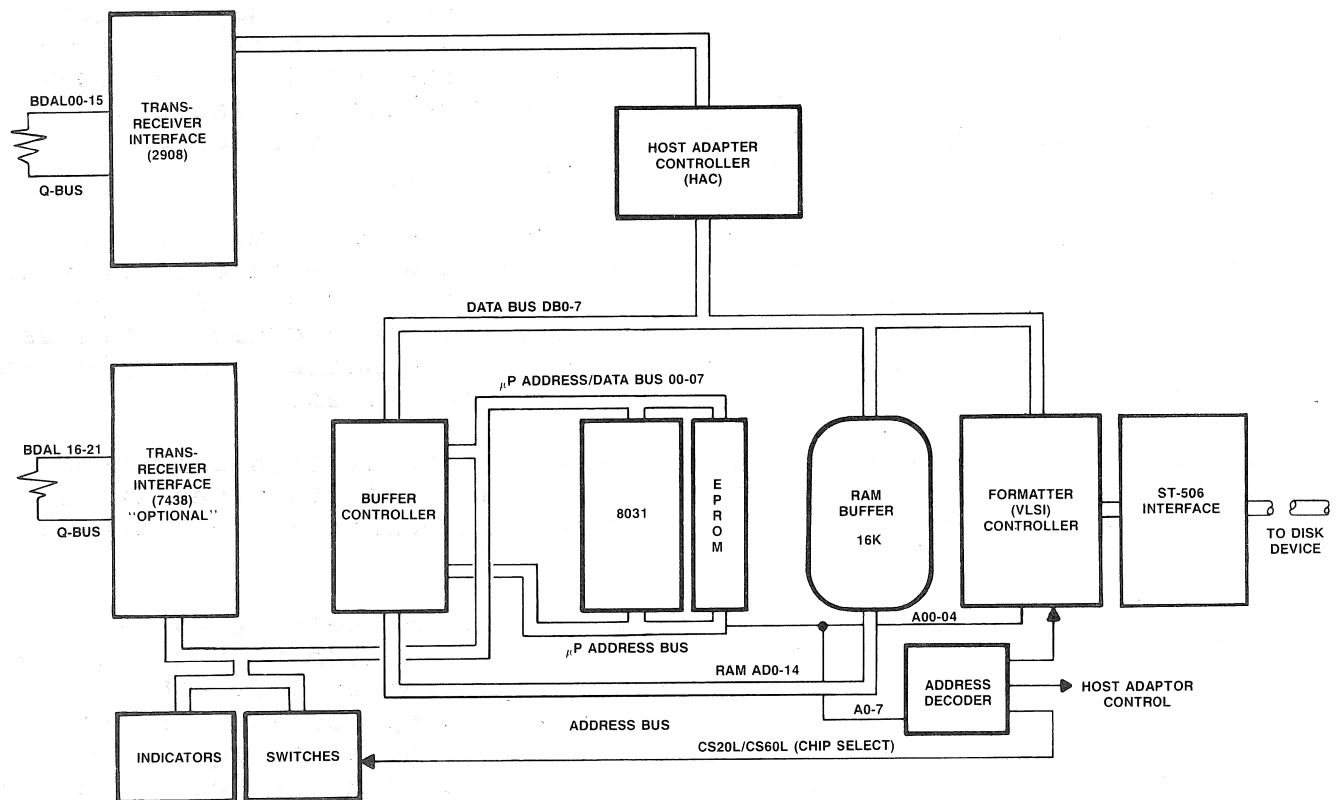 BDAL00-15
Q-BUS
TRANS-
RECEIVER
INTERFACE
(2908)
HOST ADAPTER
CONTROLLER
(HAC)
DATA BUS DB0-7
μP ADDRESS/DATA BUS 00-07
BDAL 16-21
Q-BUS
TRANS-
RECEIVER
INTERFACE
(7438)
"OPTIONAL"
BUFFER
CONTROLLER
8031
E
P
R
O
M
RAM
BUFFER
16K
FORMATTER
(VLSI)
CONTROLLER
ST-506
INTERFACE
TO DISK
DEVICE
A00-04
μP ADDRESS BUS
RAM AD0-14
A0-7
ADDRESS
DECODER
HOST ADAPTOR
CONTROL
ADDRESS BUS
CS20L/CS60L (CHIP SELECT)
INDICATORS
SWITCHES